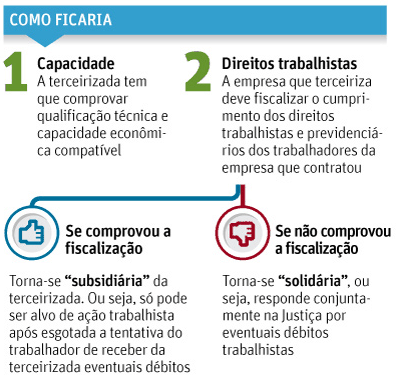 COMO FICARIA
1 Capacidade
A terceirizada tem
que comprovar
qualificação técnica e
capacidade econômi-
ca compatível
2 Direitos trabalhistas
A empresa que terceiriza
deve fiscalizar o cumpri-
mento dos direitos
trabalhistas e previdenciá-
rios dos trabalhadores da
empresa que contratou
Se comprovou a
fiscalização
Torna-se “subsidiária” da
terceirizada. Ou seja, só pode
ser alvo de ação trabalhista
após esgotada a tentativa do
trabalhador de receber da
terceirizada eventuais débitos
Se não comprovou
a fiscalização
Torna-se “solidária”, ou
seja, responde conjunta-
mente na Justiça por
eventuais débitos
trabalhistas